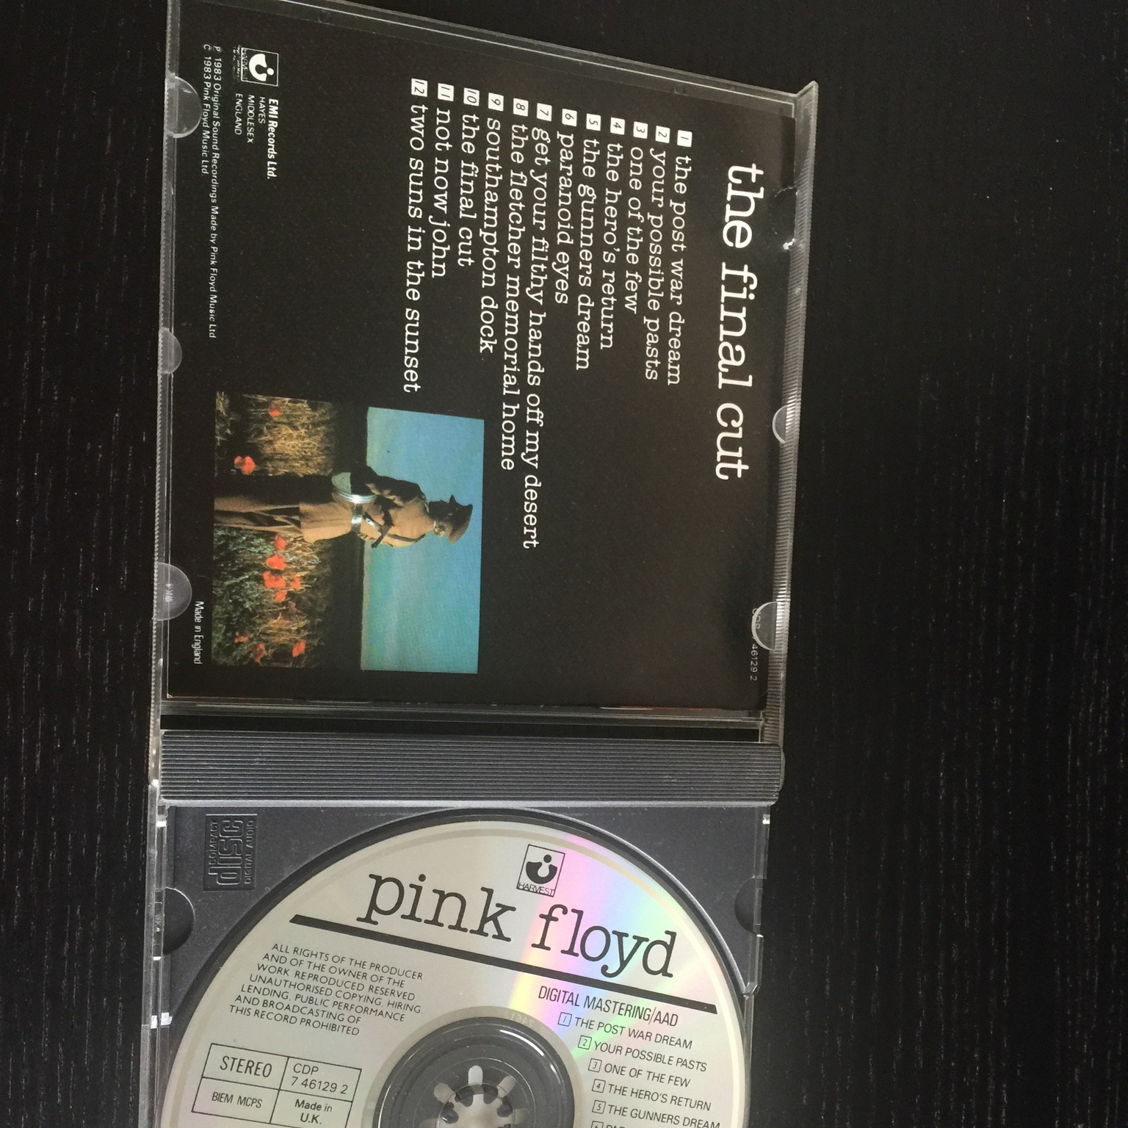 the final cut
1 the post war dream
2 your possible pasts
3 one of the few
4 the hero's return
5 the gunners dream
6 paranoid eyes
7 get your filthy hands off my desert
8 the fletcher memorial home
9 southampton dock
10 the final cut
11 not now john
12 two suns in the sunset
EMI Records Ltd.
HAYES
MIDDLESEX
ENGLAND
℗ 1983 Original Sound Recordings Made by Pink Floyd Music Ltd
© 1983 Pink Floyd Music Ltd.
Made in England
46129 2
HARVEST
pink floyd
DIGITAL MASTERING/AAD
1 THE POST WAR DREAM
2 YOUR POSSIBLE PASTS
3 ONE OF THE FEW
4 THE HERO'S RETURN
5 THE GUNNERS DREAM
ALL RIGHTS OF THE PRODUCER
AND OF THE OWNER OF THE
WORK REPRODUCED RESERVED
UNAUTHORISED COPYING, HIRING
LENDING, PUBLIC PERFORMANCE
AND BROADCASTING OF
THIS RECORD PROHIBITED
STEREO
CDP
7 46129 2
BIEM MCPS
Made in
U.K.
disc
DIGITAL AUDIO